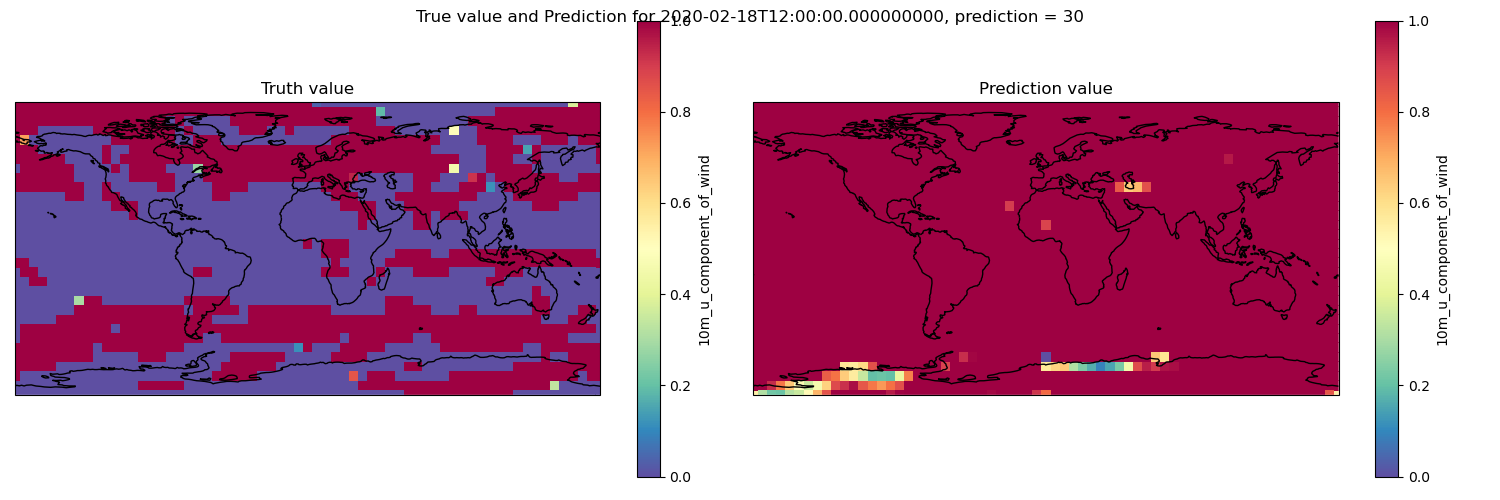 True value and Prediction for 2020-02-18T12:00:00.000000000, prediction = 30
Truth value
1.0
0.8
0.6
0.4
0.2
0.0
10m_u_component_of_wind
Prediction value
1.0
0.8
0.6
0.4
0.2
0.0
10m_u_component_of_wind